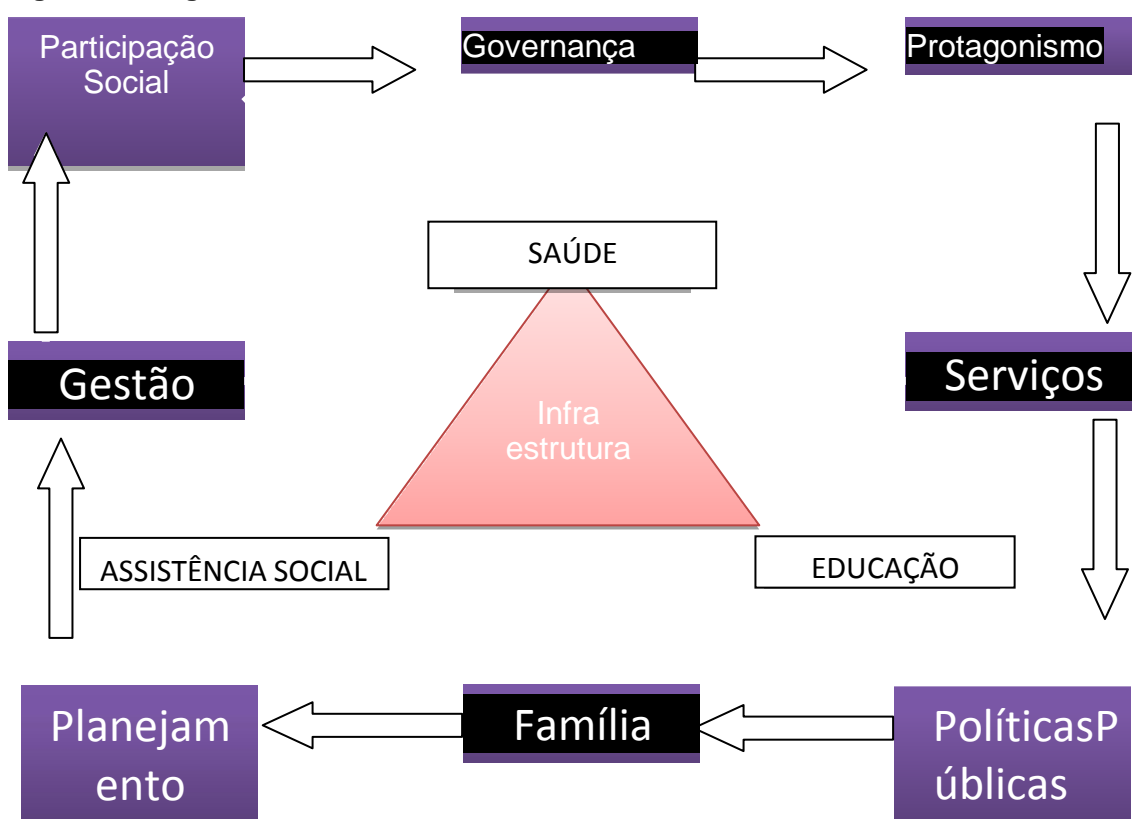 Participação
Social
Governança
Protagonismo
SAÚDE
Gestão
Infra
estrutura
Serviços
ASSISTÊNCIA SOCIAL
EDUCAÇÃO
Planejam
ento
Família
PolíticasP
úblicas